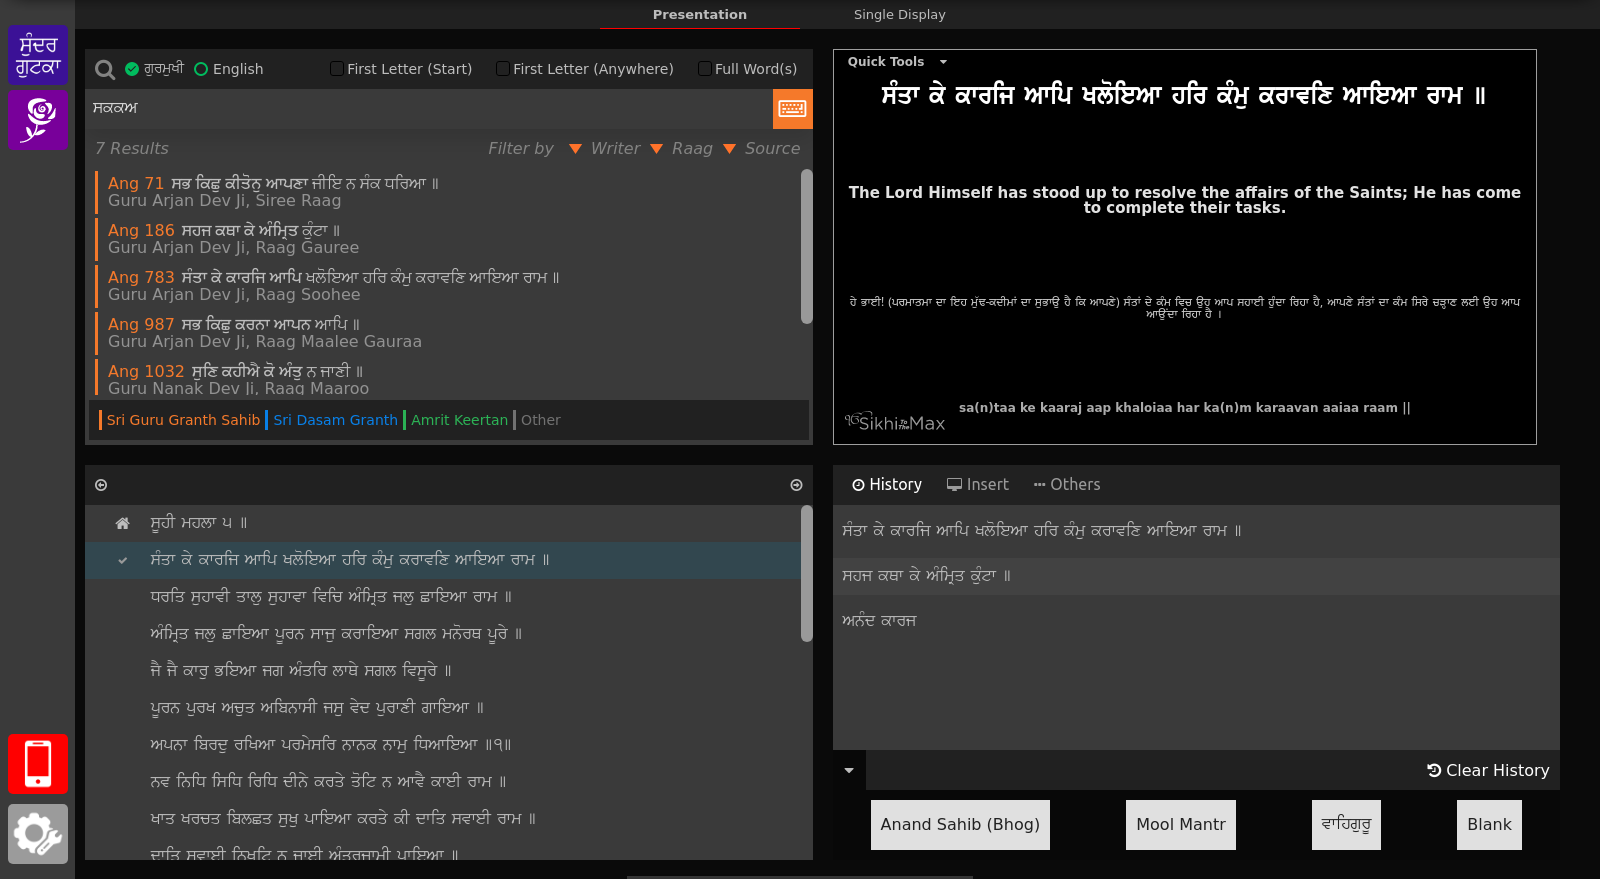 Presentation
Single Display
ਸੁੰਦਰ
ਗੁਟਕਾ
ਗੁਰਮੁਖੀ
English
First Letter (Start)
First Letter (Anywhere)
Full Word(s)
ਸਕਕਅ
7 Results
Filter by
Writer
Raag
Source
Ang 71 ਸਭ ਕਿਛੁ ਕੀਤੋਨੁ ਆਪਣਾ ਜੀਇ ਨ ਸੰਕ ਧਰਿਆ ॥
Guru Arjan Dev Ji, Siree Raag
Ang 186 ਸਹਜ ਕਥਾ ਕੇ ਅੰਮ੍ਰਿਤ ਕੁੰਟਾ ॥
Guru Arjan Dev Ji, Raag Gauree
Ang 783 ਸੰਤਾ ਕੇ ਕਾਰਜਿ ਆਪਿ ਖਲੋਇਆ ਹਰਿ ਕੰਮੁ ਕਰਾਵਣਿ ਆਇਆ ਰਾਮ ॥
Guru Arjan Dev Ji, Raag Soohee
Ang 987 ਸਭ ਕਿਛੁ ਕਰਨਾ ਆਪਨ ਆਪਿ ॥
Guru Arjan Dev Ji, Raag Maalee Gauraa
Ang 1032 ਸੁਣਿ ਕਹੀਐ ਕੋ ਅੰਤੁ ਨ ਜਾਣੀ ॥
Guru Nanak Dev Ji, Raag Maaroo
Sri Guru Granth Sahib
Sri Dasam Granth
Amrit Keertan
Other
Quick Tools
ਸੰਤਾ ਕੇ ਕਾਰਜਿ ਆਪਿ ਖਲੋਇਆ ਹਰਿ ਕੰਮੁ ਕਰਾਵਣਿ ਆਇਆ ਰਾਮ ॥
The Lord Himself has stood up to resolve the affairs of the Saints; He has come
to complete their tasks.
ਹੇ ਭਾਈ! (ਪਰਮਾਤਮਾ ਦਾ ਇਹ ਮੁੱਢ-ਕਦੀਮਾਂ ਦਾ ਸੁਭਾਉ ਹੈ ਕਿ ਆਪਣੇ) ਸੰਤਾਂ ਦੇ ਕੰਮ ਵਿਚ ਉਹ ਆਪ ਸਹਾਈ ਹੁੰਦਾ ਰਿਹਾ ਹੈ, ਆਪਣੇ ਸੰਤਾਂ ਦਾ ਕੰਮ ਸਿਰੇ ਚੜ੍ਹਾਣ ਲਈ ਉਹ ਆਪ
ਆਉਂਦਾ ਰਿਹਾ ਹੈ ।
sa(n)taa ke kaaraj aap khaloiaa har ka(n)m karaavan aaiaa raam ||
ੴ SikhiToTheMax
ਸੂਹੀ ਮਹਲਾ ੫ ॥
ਸੰਤਾ ਕੇ ਕਾਰਜਿ ਆਪਿ ਖਲੋਇਆ ਹਰਿ ਕੰਮੁ ਕਰਾਵਣਿ ਆਇਆ ਰਾਮ ॥
ਧਰਤਿ ਸੁਹਾਵੀ ਤਾਲੁ ਸੁਹਾਵਾ ਵਿਚਿ ਅੰਮ੍ਰਿਤ ਜਲੁ ਛਾਇਆ ਰਾਮ ॥
ਅੰਮ੍ਰਿਤ ਜਲੁ ਛਾਇਆ ਪੂਰਨ ਸਾਜੁ ਕਰਾਇਆ ਸਗਲ ਮਨੋਰਥ ਪੂਰੇ ॥
ਜੈ ਜੈ ਕਾਰੁ ਭਇਆ ਜਗ ਅੰਤਰਿ ਲਾਥੇ ਸਗਲ ਵਿਸੂਰੇ ॥
ਪੂਰਨ ਪੁਰਖ ਅਚੁਤ ਅਬਿਨਾਸੀ ਜਸੁ ਵੇਦ ਪੁਰਾਣੀ ਗਾਇਆ ॥
ਅਪਨਾ ਬਿਰਦੁ ਰਖਿਆ ਪਰਮੇਸਰਿ ਨਾਨਕ ਨਾਮੁ ਧਿਆਇਆ ॥੧॥
ਨਵ ਨਿਧਿ ਸਿਧਿ ਰਿਧਿ ਦੀਨੇ ਕਰਤੇ ਤੋਟਿ ਨ ਆਵੈ ਕਾਈ ਰਾਮ ॥
ਖਾਤ ਖਰਚਤ ਬਿਲਛਤ ਸੁਖੁ ਪਾਇਆ ਕਰਤੇ ਕੀ ਦਾਤਿ ਸਵਾਈ ਰਾਮ ॥
ਦਾਤਿ ਸਵਾਈ ਨਿਖੁਟਿ ਨ ਜਾਈ ਅੰਤਰਜਾਮੀ ਪਾਇਆ ॥
History
Insert
Others
ਸੰਤਾ ਕੇ ਕਾਰਜਿ ਆਪਿ ਖਲੋਇਆ ਹਰਿ ਕੰਮੁ ਕਰਾਵਣਿ ਆਇਆ ਰਾਮ ॥
ਸਹਜ ਕਥਾ ਕੇ ਅੰਮ੍ਰਿਤ ਕੁੰਟਾ ॥
ਅਨੰਦ ਕਾਰਜ
Clear History
Anand Sahib (Bhog)
Mool Mantr
ਵਾਹਿਗੁਰੂ
Blank